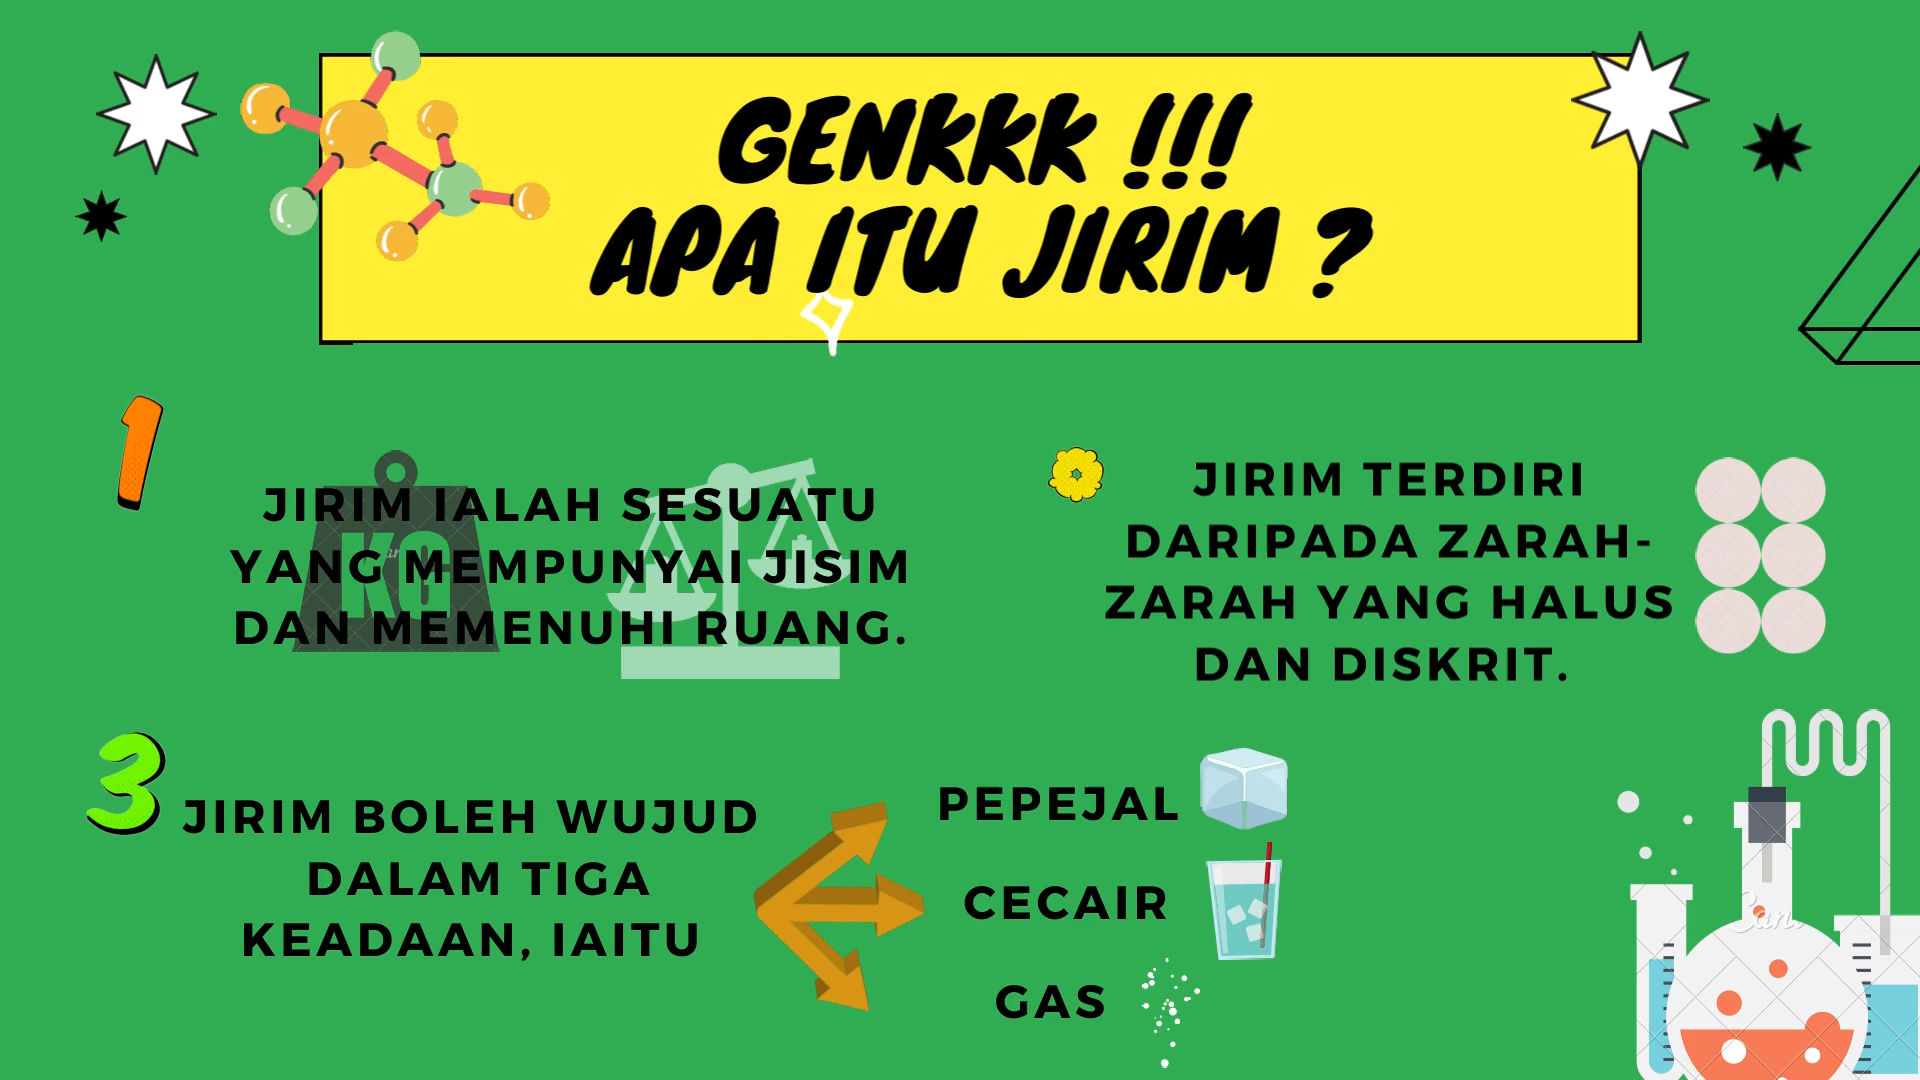 GENKKK !!!
APA ITU JIRIM ?
1
JIRIM IALAH SESUATU
YANG MEMPUNYAI JISIM
DAN MEMENUHI RUANG.
KG
JIRIM TERDIRI
DARIPADA ZARAH-
ZARAH YANG HALUS
DAN DISKRIT.
3
JIRIM BOLEH WUJUD
DALAM TIGA
KEADAAN, IAITU
PEPEJAL
CECAIR
GAS